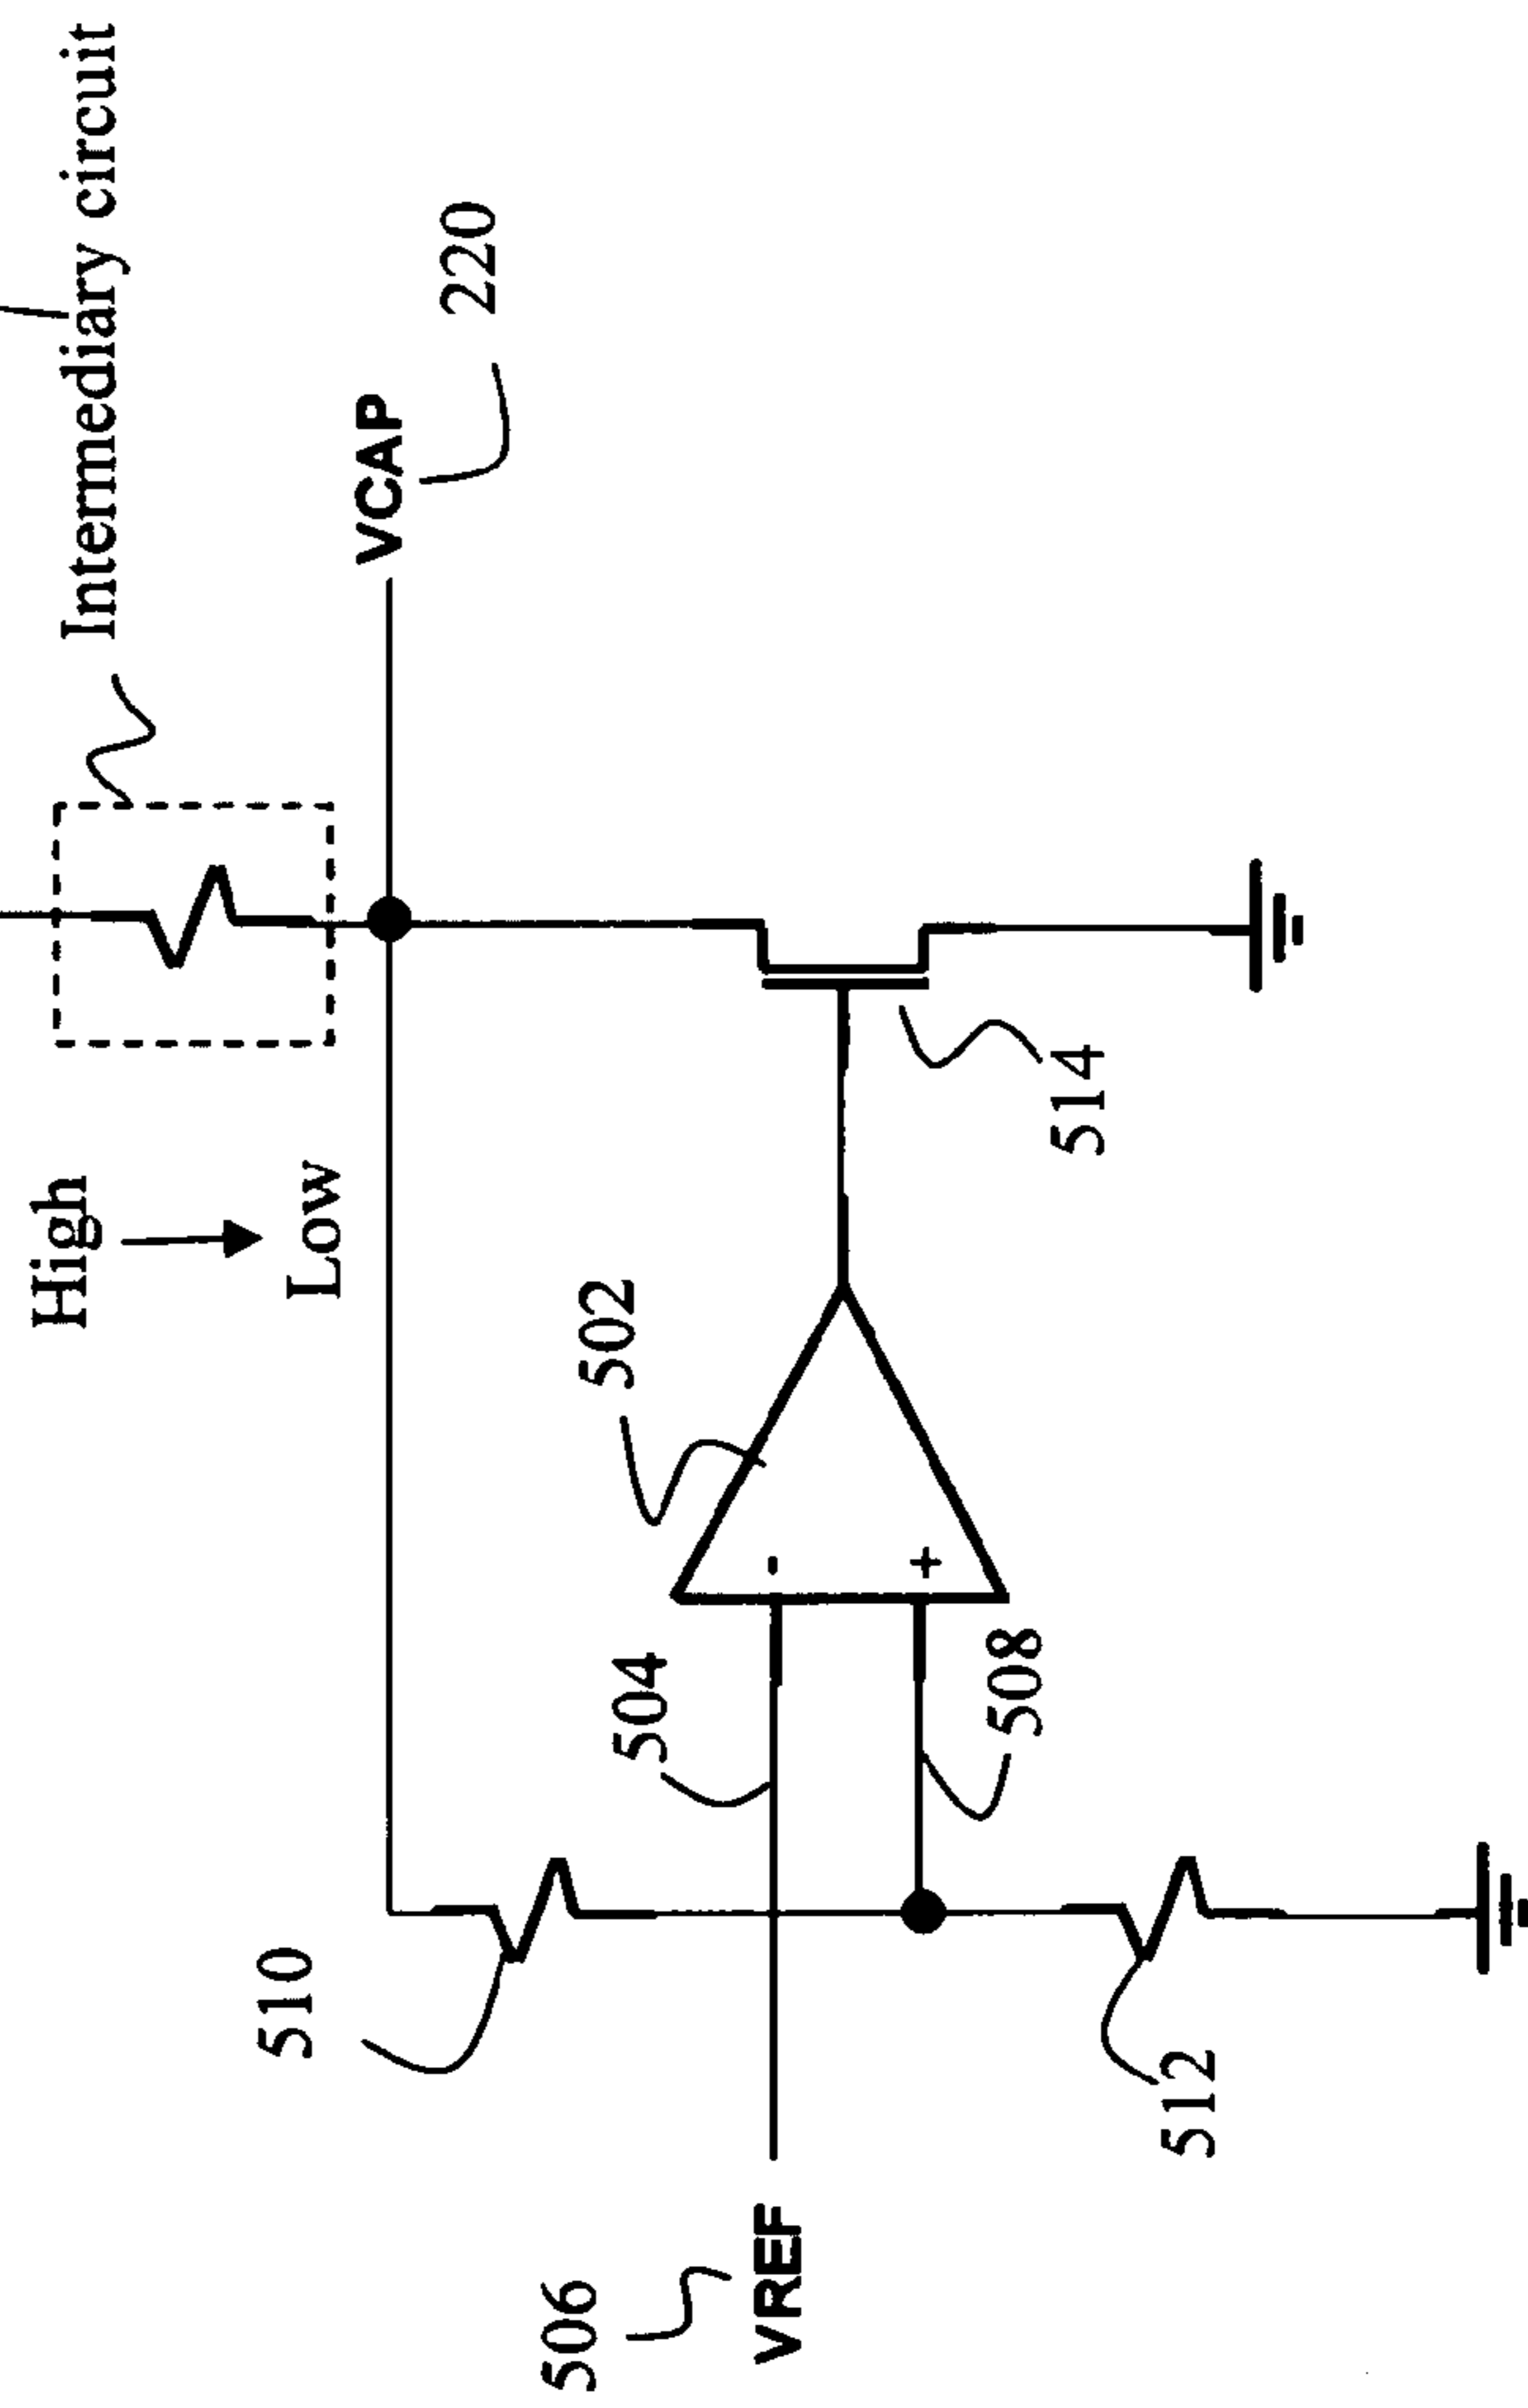 Intermediary circuit
High
Low
VCAP
220
510
502
504
506
VREF
508
514
512
-
+